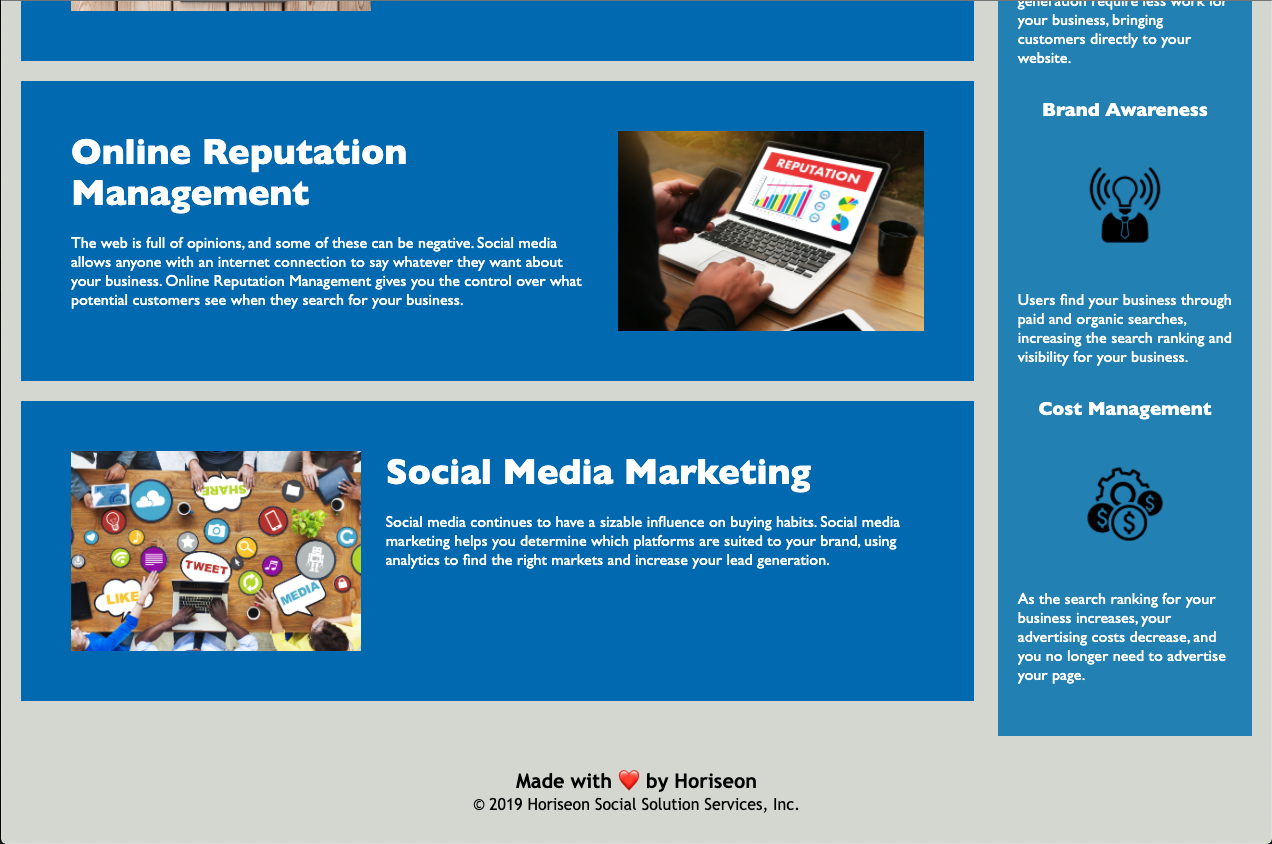 Online Reputation
Management
The web is full of opinions, and some of these can be negative. Social media
allows anyone with an internet connection to say whatever they want about
your business. Online Reputation Management gives you the control over what
potential customers see when they search for your business.
REPUTATION
SHARE
TWEET
LIKE
MEDIA
Social Media Marketing
Social media continues to have a sizable influence on buying habits. Social media
marketing helps you determine which platforms are suited to your brand, using
analytics to find the right markets and increase your lead generation.
generation require less work for
your business, bringing
customers directly to your
website.
Brand Awareness
Users find your business through
paid and organic searches,
increasing the search ranking and
visibility for your business.
Cost Management
$ $ $
As the search ranking for your
business increases, your
advertising costs decrease, and
you no longer need to advertise
your page.
Made with ❤️ by Horiseon
© 2019 Horiseon Social Solution Services, Inc.